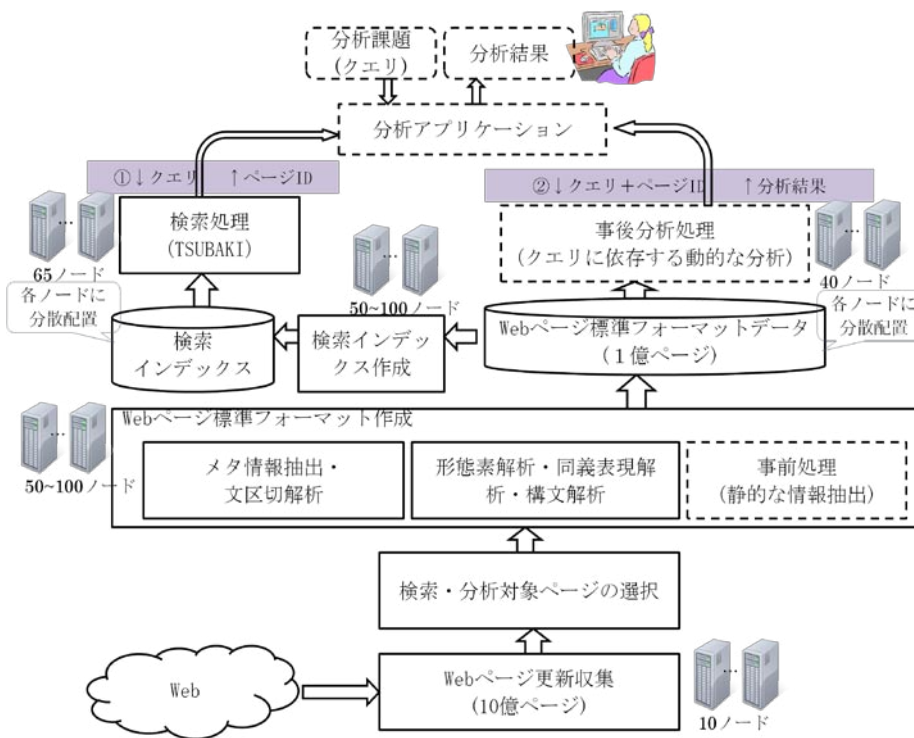 分析課題
(クエリ)
分析結果
分析アプリケーション
①↓クエリ ↑ページID
②↓クエリ＋ページID ↑分析結果
検索処理
(TSUBAKI)
事後分析処理
(クエリに依存する動的な分析)
65ノード
50~100ノード
40ノード
各ノードに
分散配置
各ノードに
分散配置
検索
インデックス
検索インデッ
クス作成
Webページ標準フォーマットデータ
(１億ページ)
Webページ標準フォーマット作成
50~100ノード
メタ情報抽出・
文区切解析
形態素解析・同義表現解
析・構文解析
事前処理
(静的な情報抽出)
検索・分析対象ページの選択
Web
Webページ更新収集
(10億ページ)
10ノード